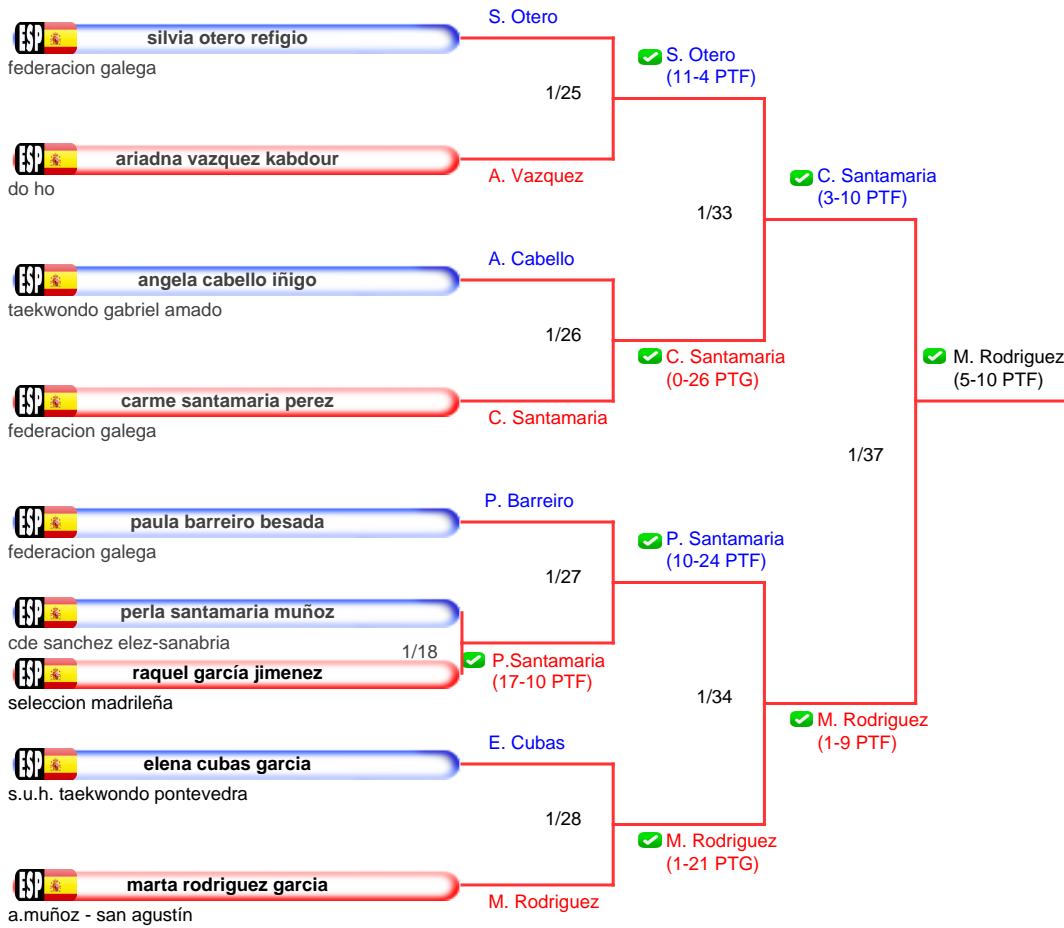 S. Otero
ESP silvia otero refigio
federacion galega
S. Otero
(11-4 PTF)
1/25
ESP ariadna vazquez kabdour
do ho
A. Vazquez
C. Santamaria
(3-10 PTF)
1/33
A. Cabello
ESP angela cabello iñigo
taekwondo gabriel amado
1/26
C. Santamaria
(0-26 PTG)
M. Rodriguez
(5-10 PTF)
ESP carme santamaria perez
federacion galega
C. Santamaria
1/37
P. Barreiro
ESP paula barreiro besada
federacion galega
P. Santamaria
(10-24 PTF)
1/27
ESP perla santamaria muñoz
cde sanchez elez-sanabria
1/18
P.Santamaria
(17-10 PTF)
ESP raquel garcía jimenez
seleccion madrileña
1/34
M. Rodriguez
(1-9 PTF)
E. Cubas
ESP elena cubas garcia
s.u.h. taekwondo pontevedra
1/28
M. Rodriguez
(1-21 PTG)
ESP marta rodriguez garcia
a.muñoz - san agustín
M. Rodriguez